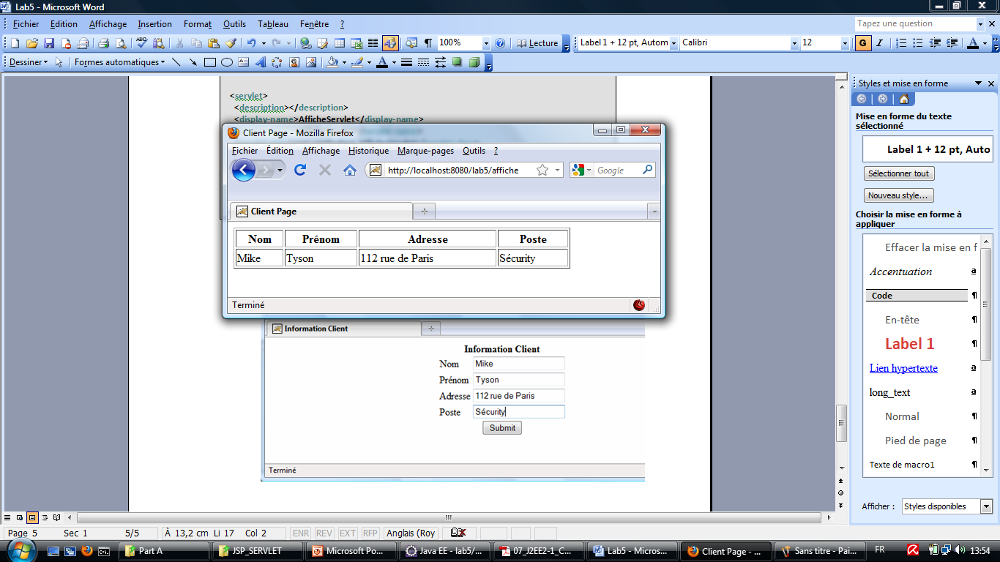 Lab5 - Microsoft Word
Fichier Edition Affichage Insertion Format Outils Tableau Fenêtre ?
Tapez une question
100% Lecture Label 1 + 12 pt, Autom Calibri 12 G I
Dessiner Formes automatiques
<servlet>
<description></description>
<display-name>AfficheServlet</display-name>
Client Page - Mozilla Firefox
Fichier Édition Affichage Historique Marque-pages Outils ?
http://localhost:8080/lab5/affiche
Google
Client Page
Nom Prénom Adresse Poste
Mike Tyson 112 rue de Paris Sécurity
Terminé
Information Client
Information Client
Nom Mike
Prénom Tyson
Adresse 112 rue de Paris
Poste Sécurity
Submit
Terminé
Styles et mise en forme
Mise en forme du texte
sélectionné
Label 1 + 12 pt, Auto
Sélectionner tout
Nouveau style...
Choisir la mise en forme à
appliquer
Effacer la mise en f
Accentuation a
Code ¶
En-tête ¶
Label 1 ¶
Lien hypertexte a
long_text a
Normal ¶
Pied de page ¶
Texte de macro1 ¶
Afficher : Styles disponibles
Page 5 Sec 1 5/5 À 13,2 cm Li 17 Col 2 ENR REV EXT RFP Anglais (Roy
Part A
JSP_SERVLET
Microsoft Po...
Java EE - lab5/...
07_J2EE2-1_C...
Lab5 - Micros...
Client Page - ...
Sans titre - Pai...
FR
13:54